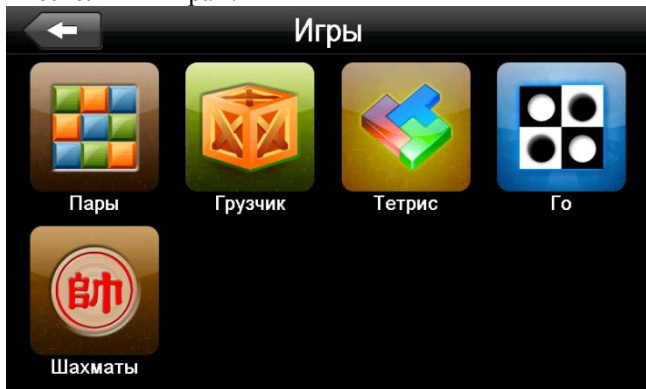 Игры
Пары
Грузчик
Тетрис
Го
帥
Шахматы